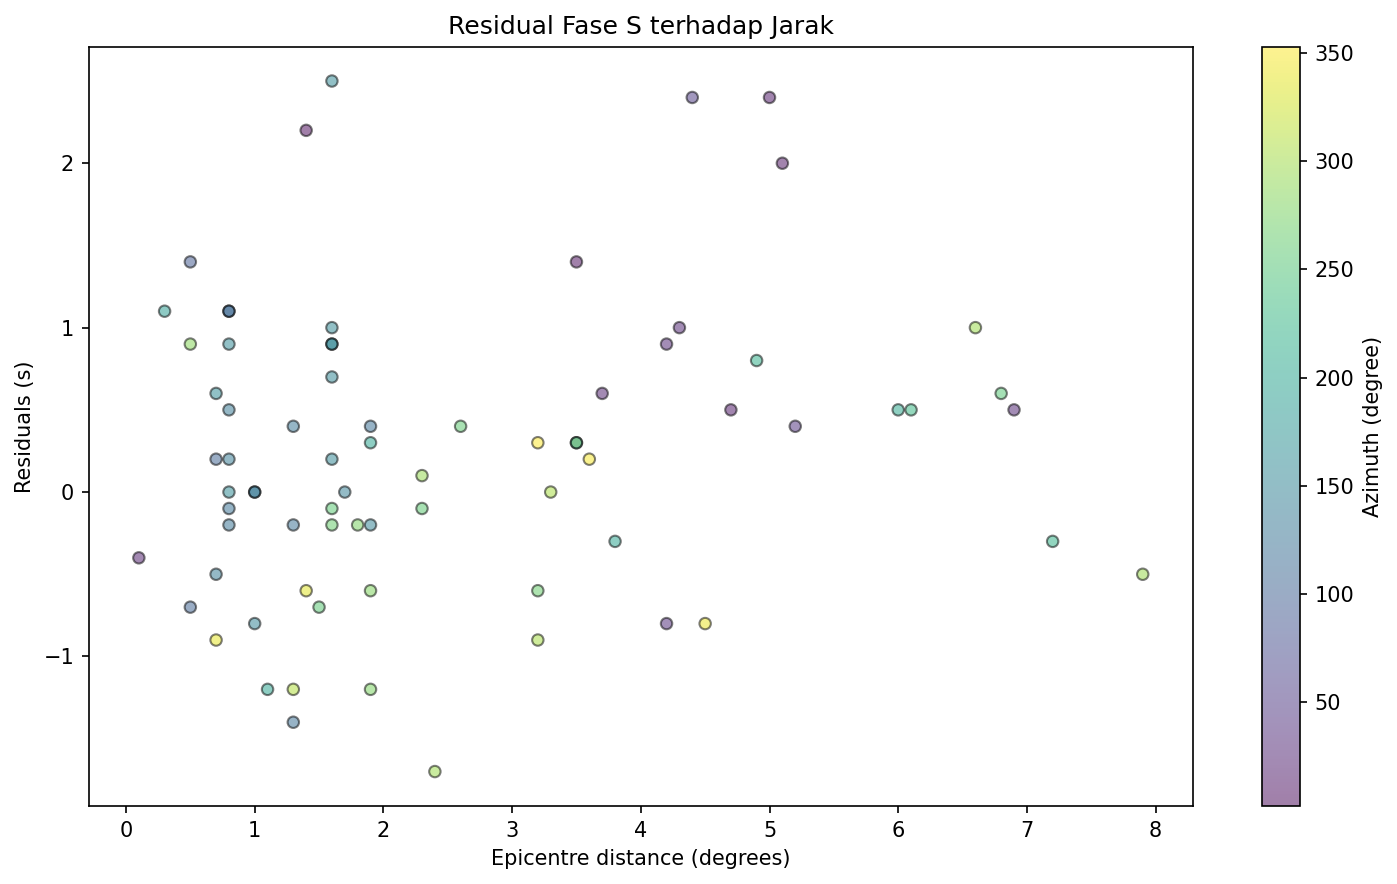 Residual Fase S terhadap Jarak
Residuals (s)
2
1
0
−1
0 1 2 3 4 5 6 7 8
Epicentre distance (degrees)
350
300
250
200
150
100
50
Azimuth (degree)